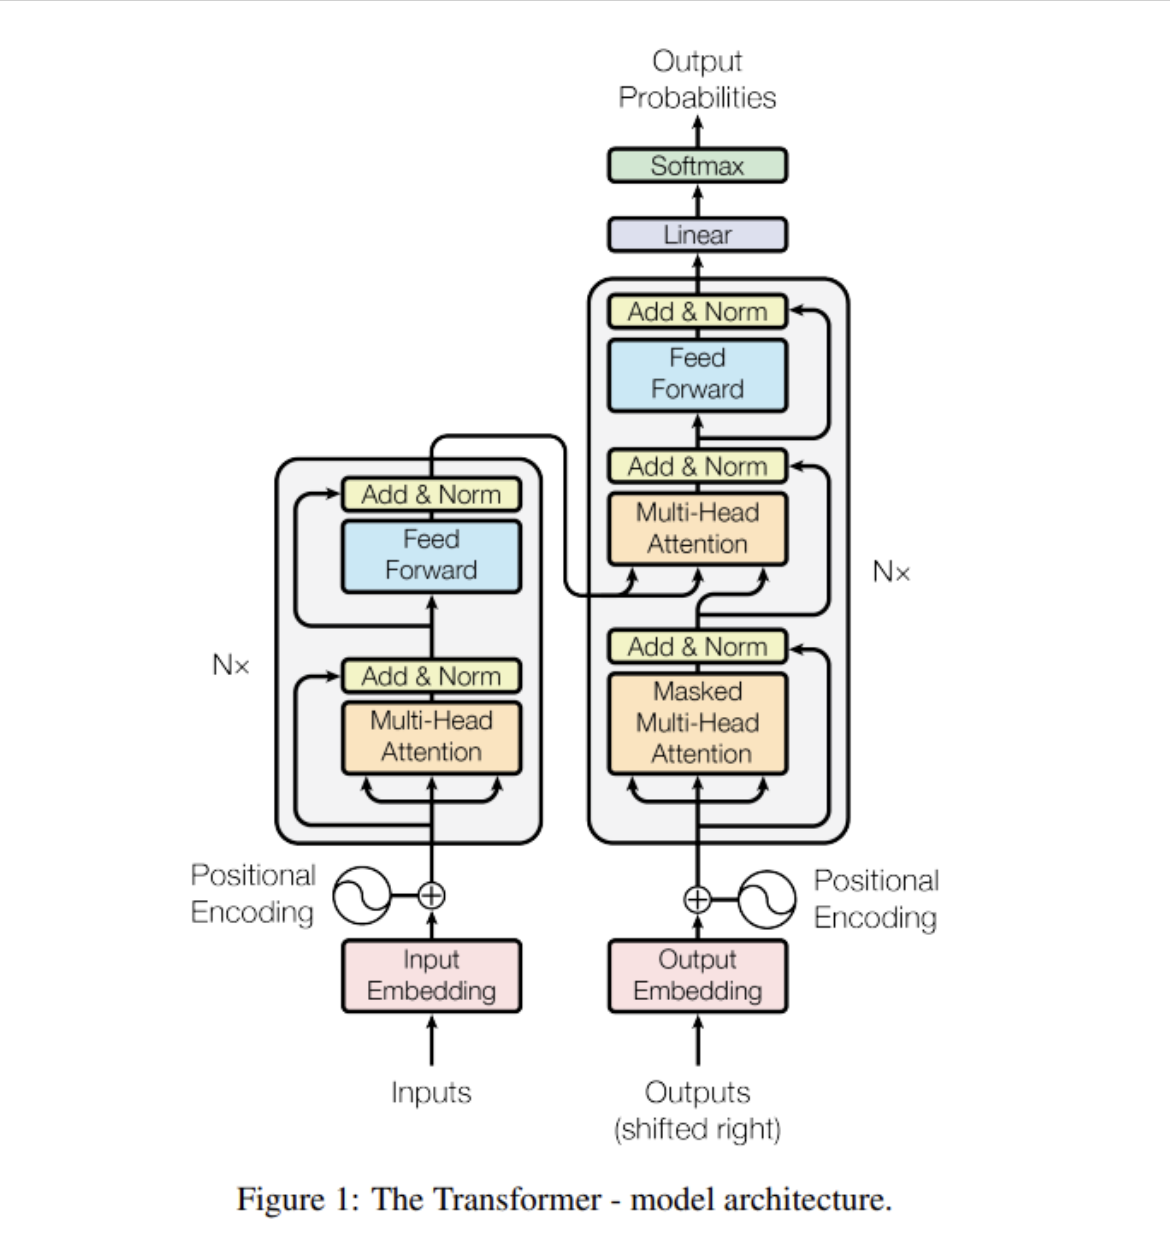 Output
Probabilities
Softmax
Linear
Add & Norm
Feed
Forward
Add & Norm
Multi-Head
Attention
Add & Norm
Masked
Multi-Head
Attention
N×
Add & Norm
Feed
Forward
Add & Norm
Multi-Head
Attention
N×
Positional
Encoding
Positional
Encoding
Input
Embedding
Output
Embedding
Inputs
Outputs
(shifted right)
Figure 1: The Transformer - model architecture.